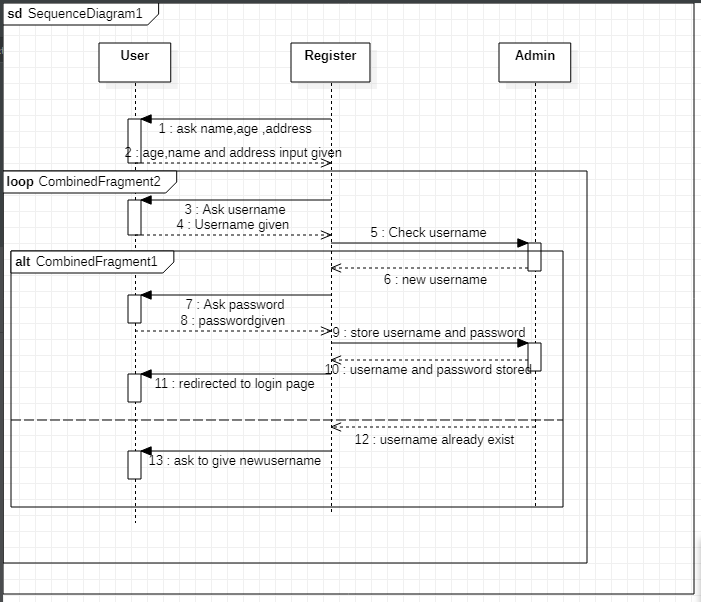 sd SequenceDiagram1
User
Register
Admin
1 : ask name,age ,address
2 : age,name and address input given
loop CombinedFragment2
3 : Ask username
4 : Username given
5 : Check username
alt CombinedFragment1
6 : new username
7 : Ask password
8 : passwordgiven
9 : store username and password
10 : username and password stored
11 : redirected to login page
12 : username already exist
13 : ask to give newusername